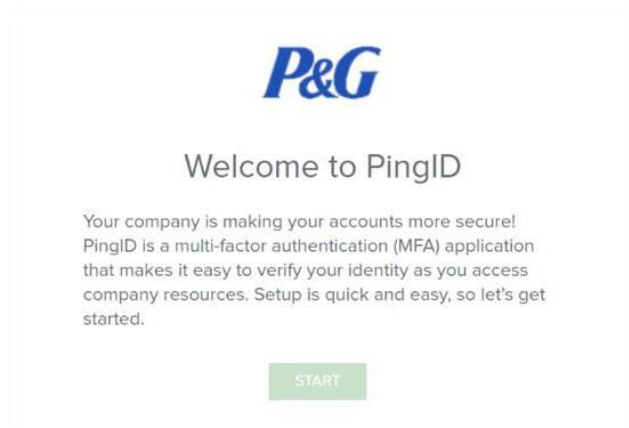 P&G
Welcome to PingID
Your company is making your accounts more secure!
PingID is a multi-factor authentication (MFA) application
that makes it easy to verify your identity as you access
company resources. Setup is quick and easy, so let's get
started.
START